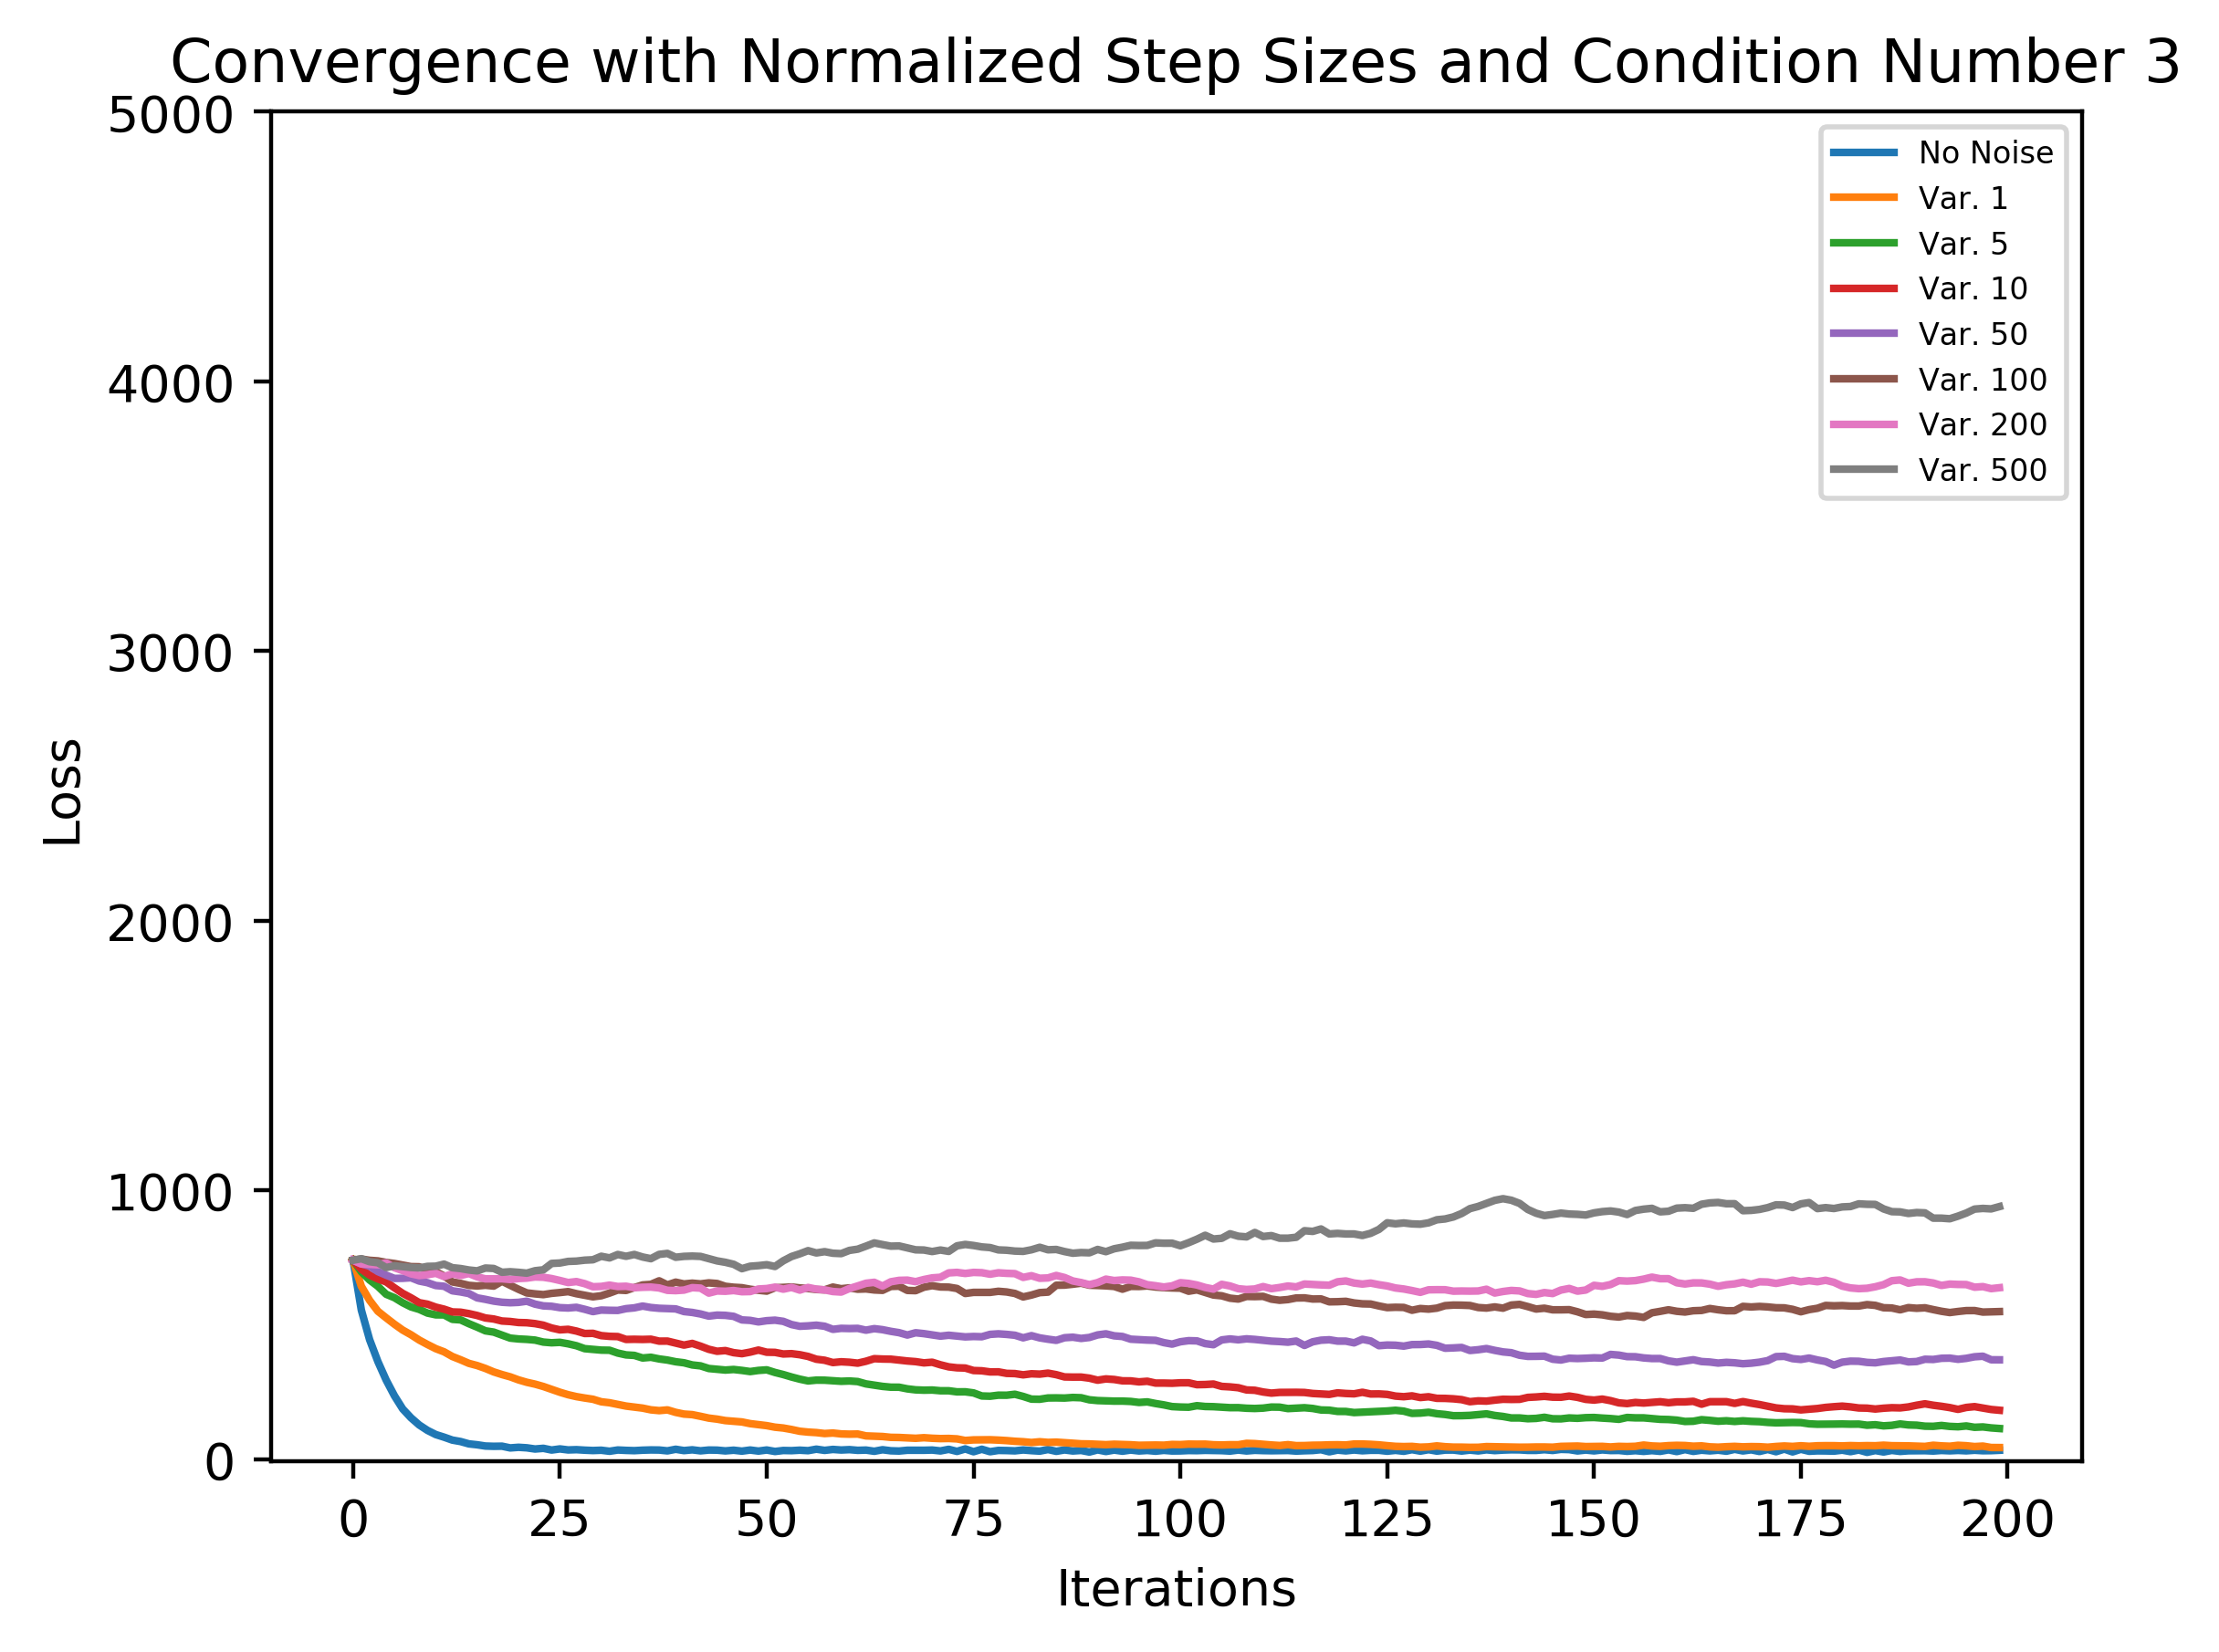 Convergence with Normalized Step Sizes and Condition Number 3
5000
4000
3000
2000
1000
0
Loss
No Noise
Var. 1
Var. 5
Var. 10
Var. 50
Var. 100
Var. 200
Var. 500
0 25 50 75 100 125 150 175 200
Iterations